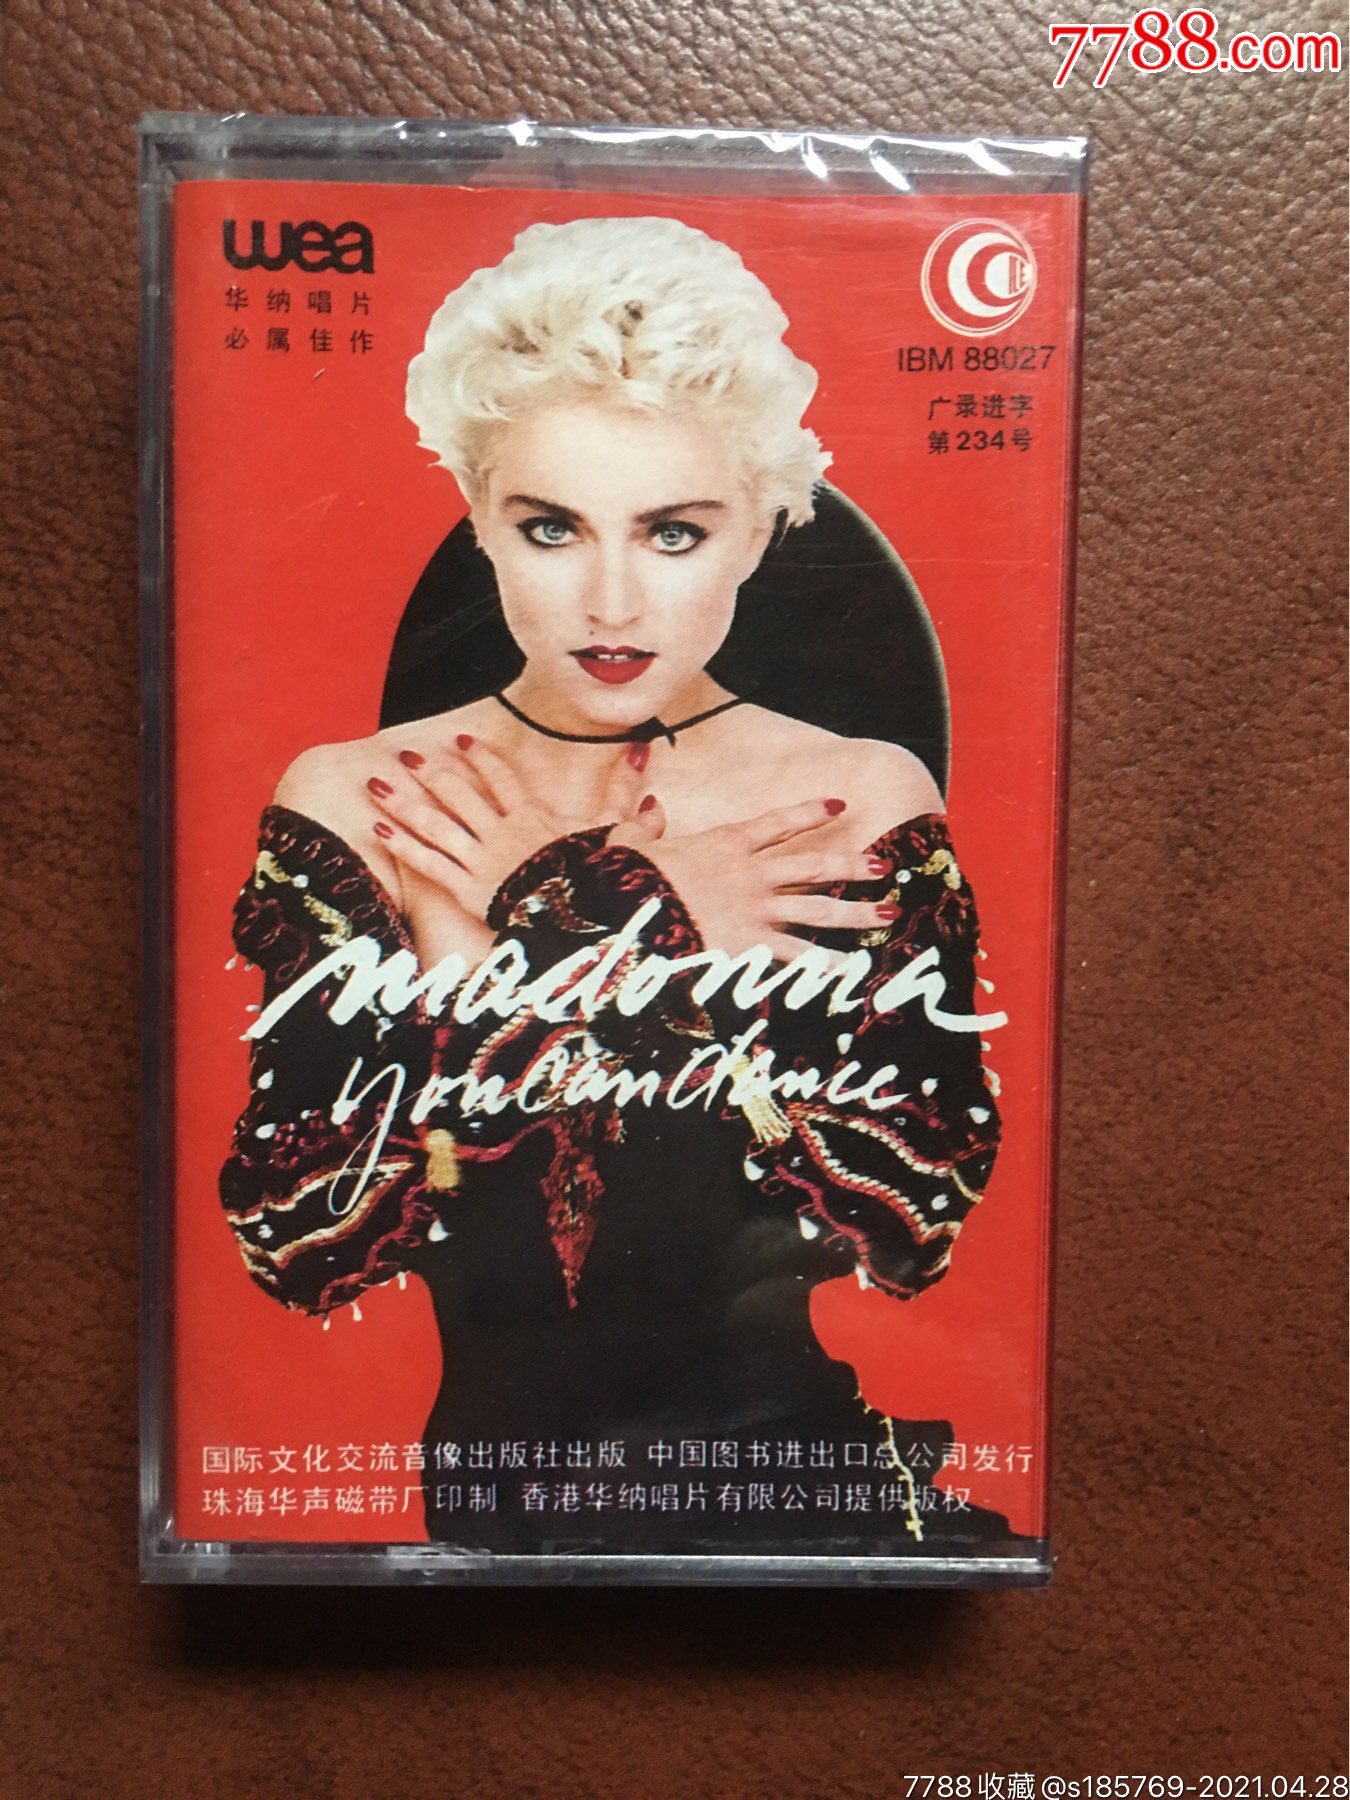 7788.com
wea
华纳唱片
必属佳作
IBM 88027
广录进字
第234号
madonna
you can dance
国际文化交流音像出版社出版 中国图书进出口总公司发行
珠海华声磁带厂印制 香港华纳唱片有限公司提供版权
7788收藏@s185769-2021.04.28